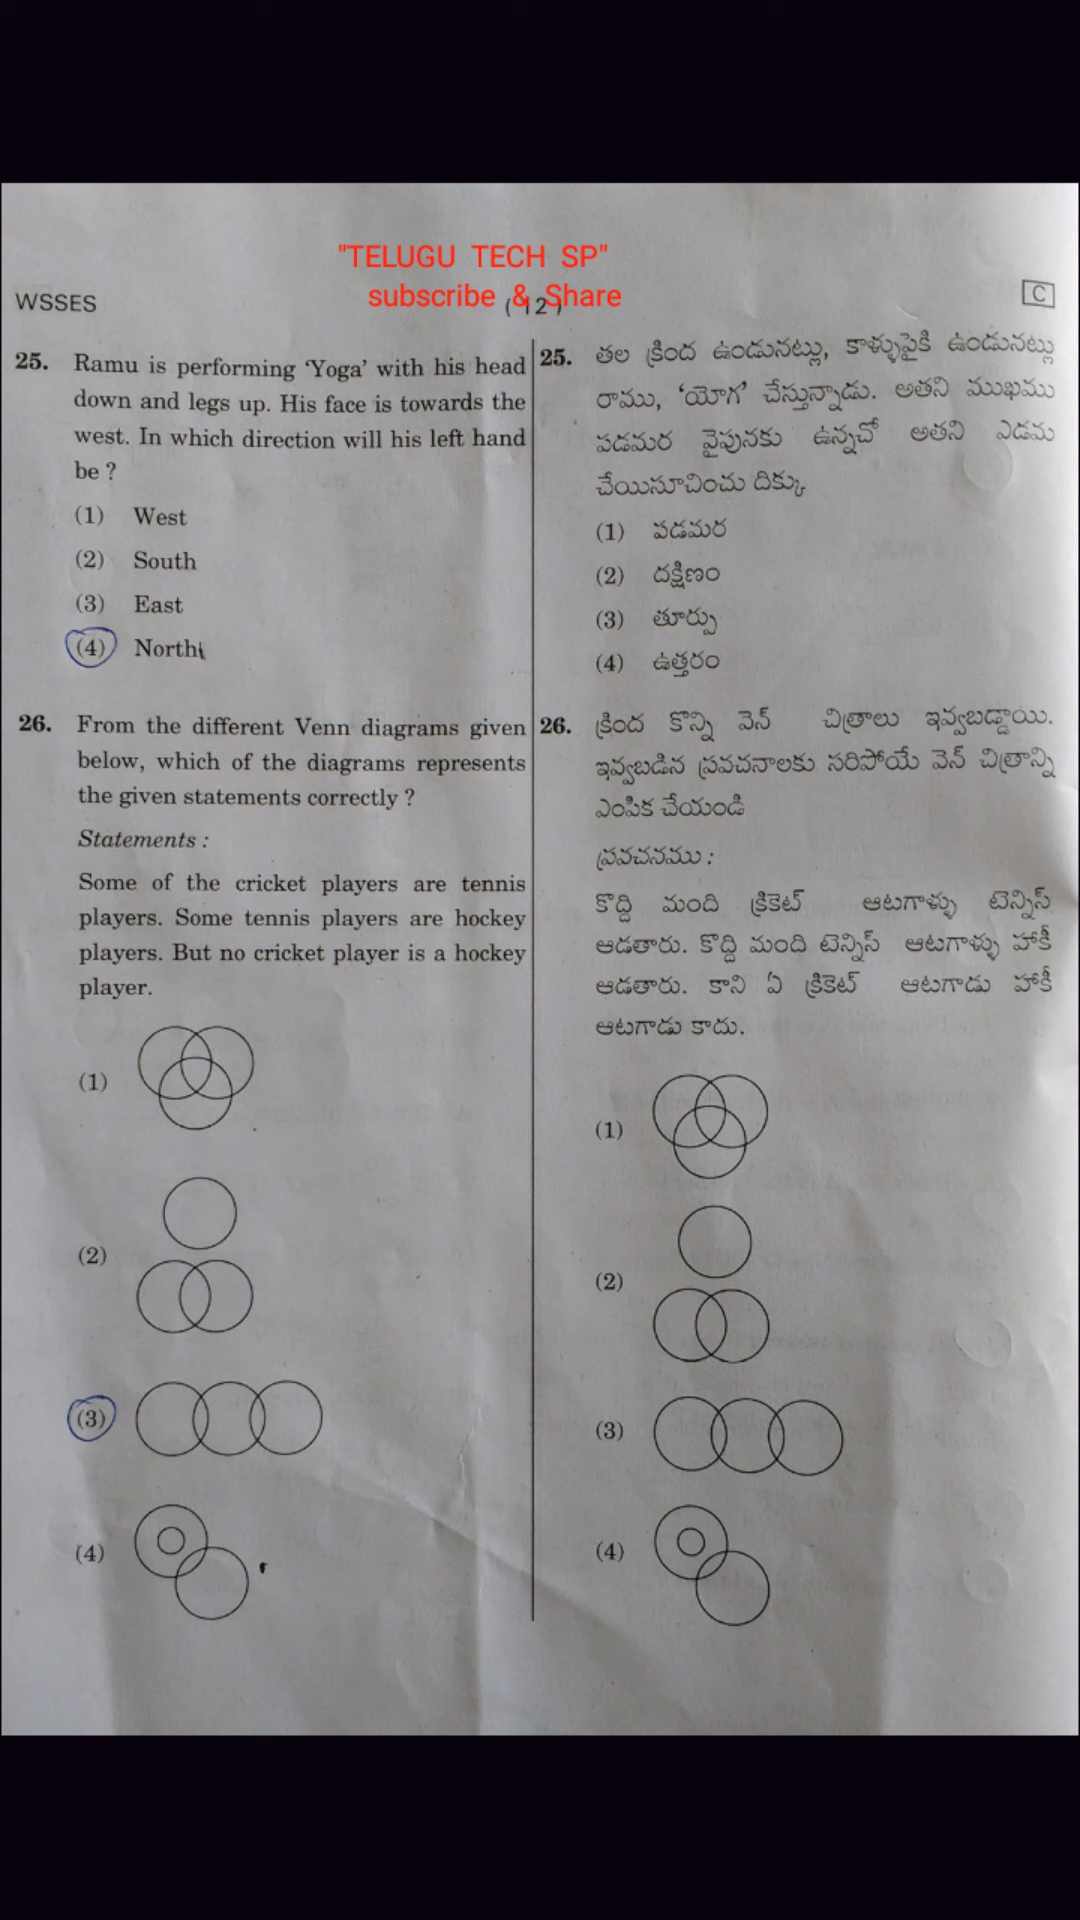 "TELUGU TECH SP"
subscribe & Share
WSSES
(12)
C
25. Ramu is performing ‘Yoga’ with his head
down and legs up. His face is towards the
west. In which direction will his left hand
be ?
(1) West
(2) South
(3) East
(4) North
26. From the different Venn diagrams given
below, which of the diagrams represents
the given statements correctly ?
Statements :
Some of the cricket players are tennis
players. Some tennis players are hockey
players. But no cricket player is a hockey
player.
(1)
(2)
(3)
(4)
25. తల క్రింద ఉండునట్లు, కాళ్ళుపైకి ఉండునట్లు
రాము, ‘యోగ’ చేస్తున్నాడు. అతని ముఖము
పడమర వైపునకు ఉన్నచో అతని ఎడమ
చేయిసూచించు దిక్కు
(1) పడమర
(2) దక్షిణం
(3) తూర్పు
(4) ఉత్తరం
26. క్రింద కొన్ని వెన్ చిత్రాలు ఇవ్వబడ్డాయి.
ఇవ్వబడిన ప్రవచనాలకు సరిపోయే వెన్ చిత్రాన్ని
ఎంపిక చేయండి
ప్రవచనము :
కొద్ది మంది క్రికెట్ ఆటగాళ్ళు టెన్నిస్
ఆడతారు. కొద్ది మంది టెన్నిస్ ఆటగాళ్ళు హాకీ
ఆడతారు. కాని ఏ క్రికెట్ ఆటగాడు హాకీ
ఆటగాడు కాదు.
(1)
(2)
(3)
(4)